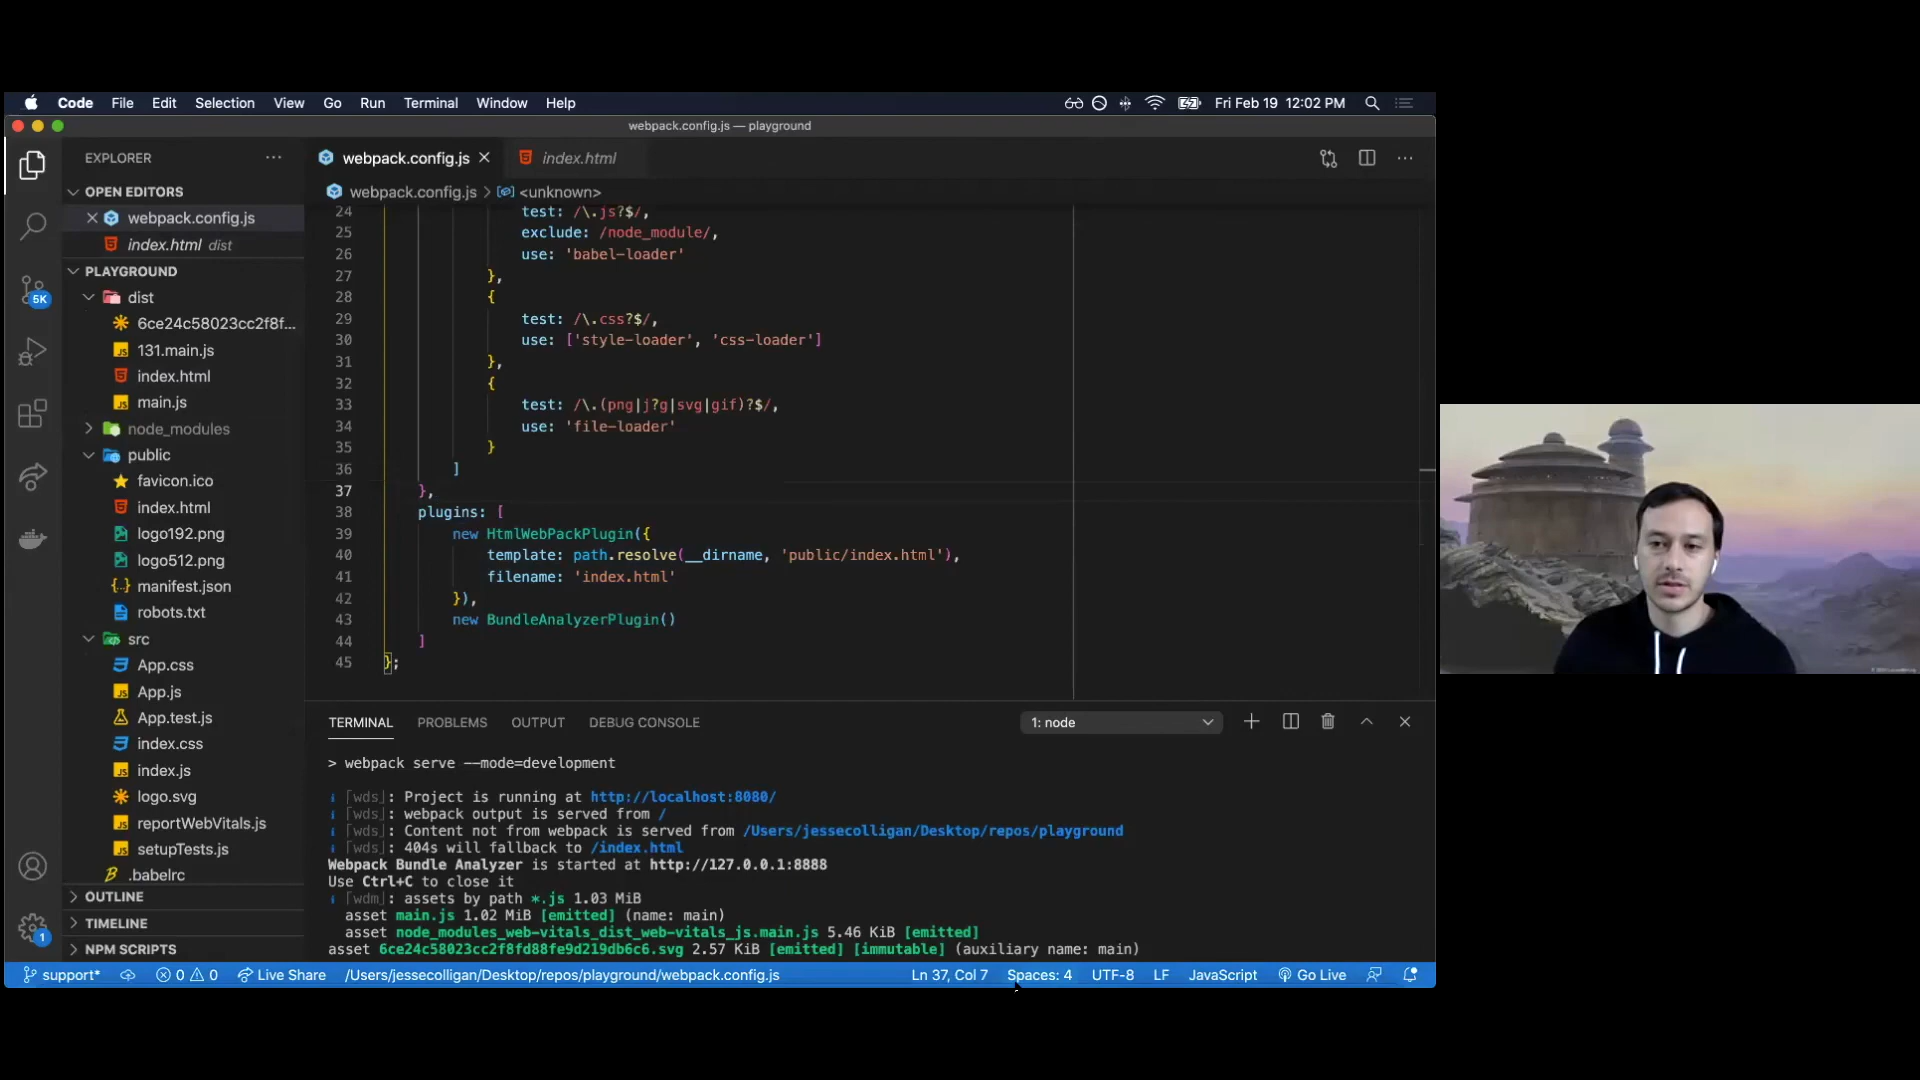 Code File Edit Selection View Go Run Terminal Window Help Fri Feb 19 12:02 PM
webpack.config.js — playground
EXPLORER
webpack.config.js
index.html
OPEN EDITORS
webpack.config.js > <unknown>
webpack.config.js
index.html dist
PLAYGROUND
dist
6ce24c58023cc2f8f...
131.main.js
index.html
main.js
node_modules
public
favicon.ico
index.html
logo192.png
logo512.png
manifest.json
robots.txt
src
App.css
App.js
App.test.js
index.css
index.js
logo.svg
reportWebVitals.js
setupTests.js
.babelrc
OUTLINE
TIMELINE
NPM SCRIPTS
5K
1
24 test: /\.js?$/,
25 exclude: /node_module/,
26 use: 'babel-loader'
27 },
28 {
29 test: /\.css?$/,
30 use: ['style-loader', 'css-loader']
31 },
32 {
33 test: /\.(png|j?g|svg|gif)?$/,
34 use: 'file-loader'
35 }
36 ]
37 },
38 plugins: [
39 new HtmlWebPackPlugin({
40 template: path.resolve(__dirname, 'public/index.html'),
41 filename: 'index.html'
42 }),
43 new BundleAnalyzerPlugin()
44 ]
45 };
TERMINAL PROBLEMS OUTPUT DEBUG CONSOLE 1: node
> webpack serve --mode=development
i ｢wds｣: Project is running at http://localhost:8080/
i ｢wds｣: webpack output is served from /
i ｢wds｣: Content not from webpack is served from /Users/jessecolligan/Desktop/repos/playground
i ｢wds｣: 404s will fallback to /index.html
Webpack Bundle Analyzer is started at http://127.0.0.1:8888
Use Ctrl+C to close it
i ｢wdm｣: assets by path *.js 1.03 MiB
asset main.js 1.02 MiB [emitted] (name: main)
asset node_modules_web-vitals_dist_web-vitals_js.main.js 5.46 KiB [emitted]
asset 6ce24c58023cc2f8fd88fe9d219db6c6.svg 2.57 KiB [emitted] [immutable] (auxiliary name: main)
support* 0 0 Live Share /Users/jessecolligan/Desktop/repos/playground/webpack.config.js Ln 37, Col 7 Spaces: 4 UTF-8 LF JavaScript Go Live